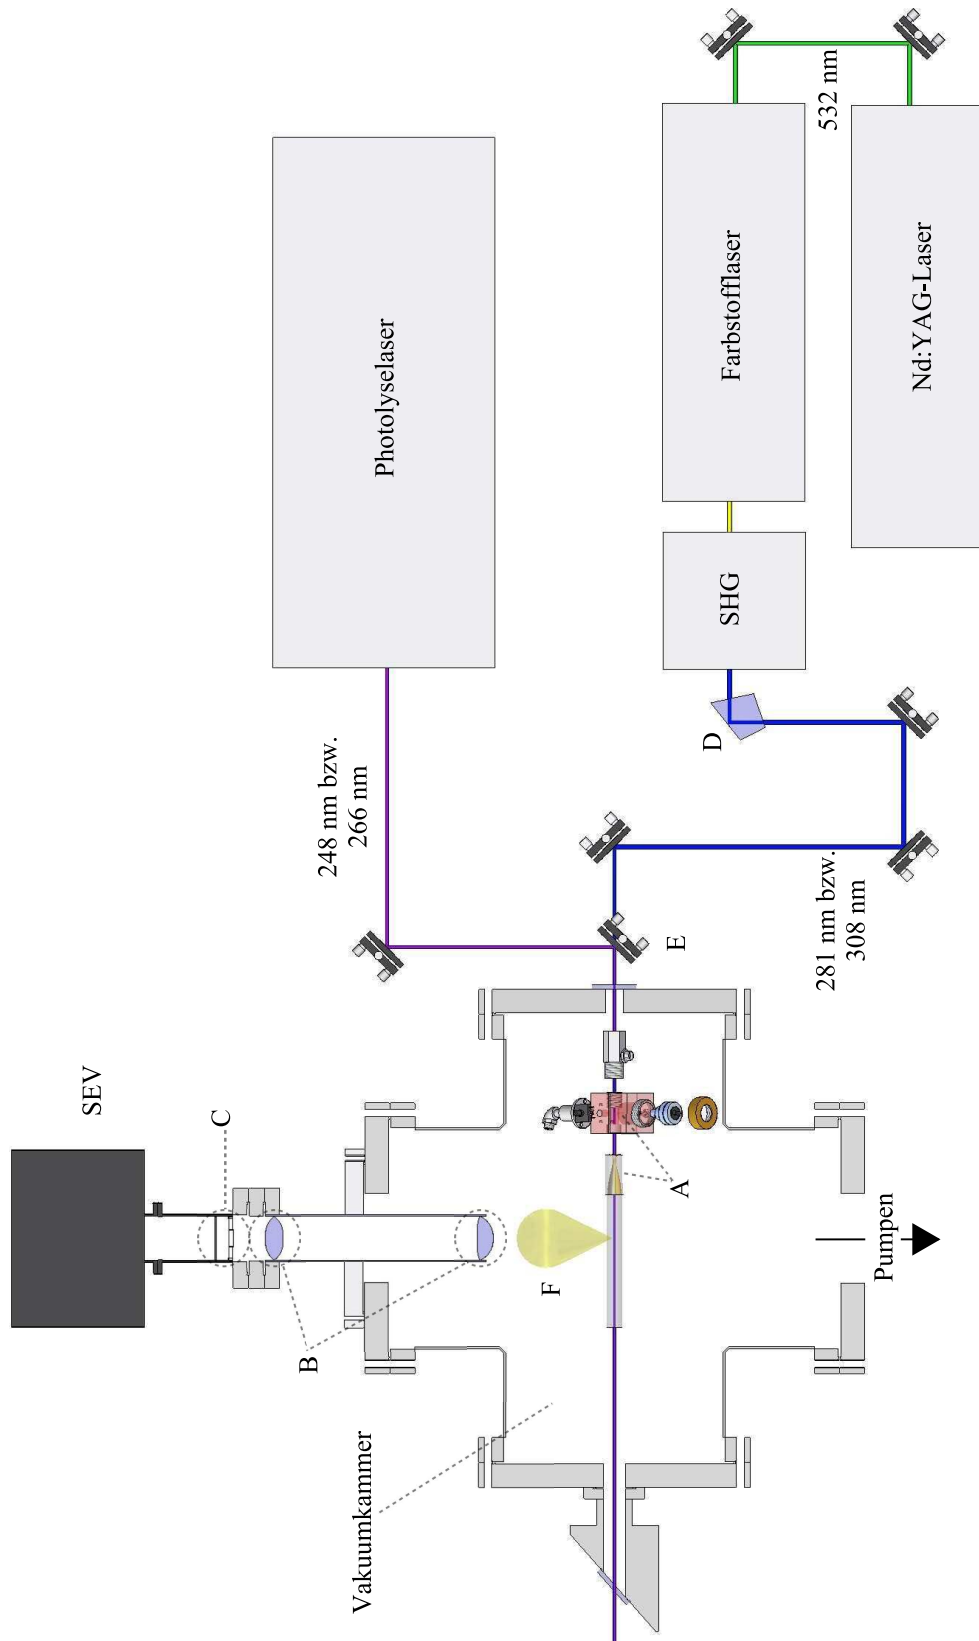 SEV
C
B
Vakuumkammer
F
A
Pumpen
E
D
248 nm bzw.
266 nm
281 nm bzw.
308 nm
Photolyselaser
SHG
Farbstofflaser
532 nm
Nd:YAG-Laser